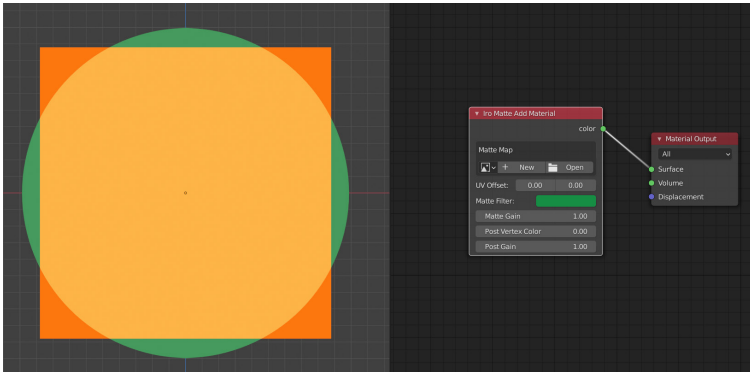 Iro Matte Add Material
color
Matte Map
New Open
UV Offset: 0.00 0.00
Matte Filter:
Matte Gain 1.00
Post Vertex Color 0.00
Post Gain 1.00
Material Output
All
Surface
Volume
Displacement